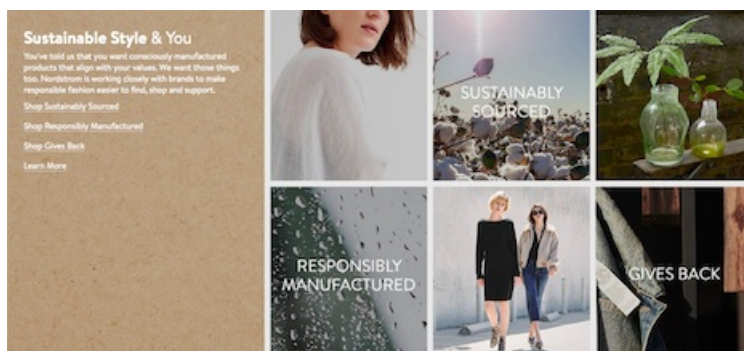 Sustainable Style & You
You've told us that you want consciously manufactured
products that align with your values. We want those things
too. Nordstrom is working closely with brands to make
responsible fashion easier to find, shop and support.
Shop Sustainably Sourced
Shop Responsibly Manufactured
Shop Gives Back
Learn More
SUSTAINABLY
SOURCED
RESPONSIBLY
MANUFACTURED
GIVES BACK